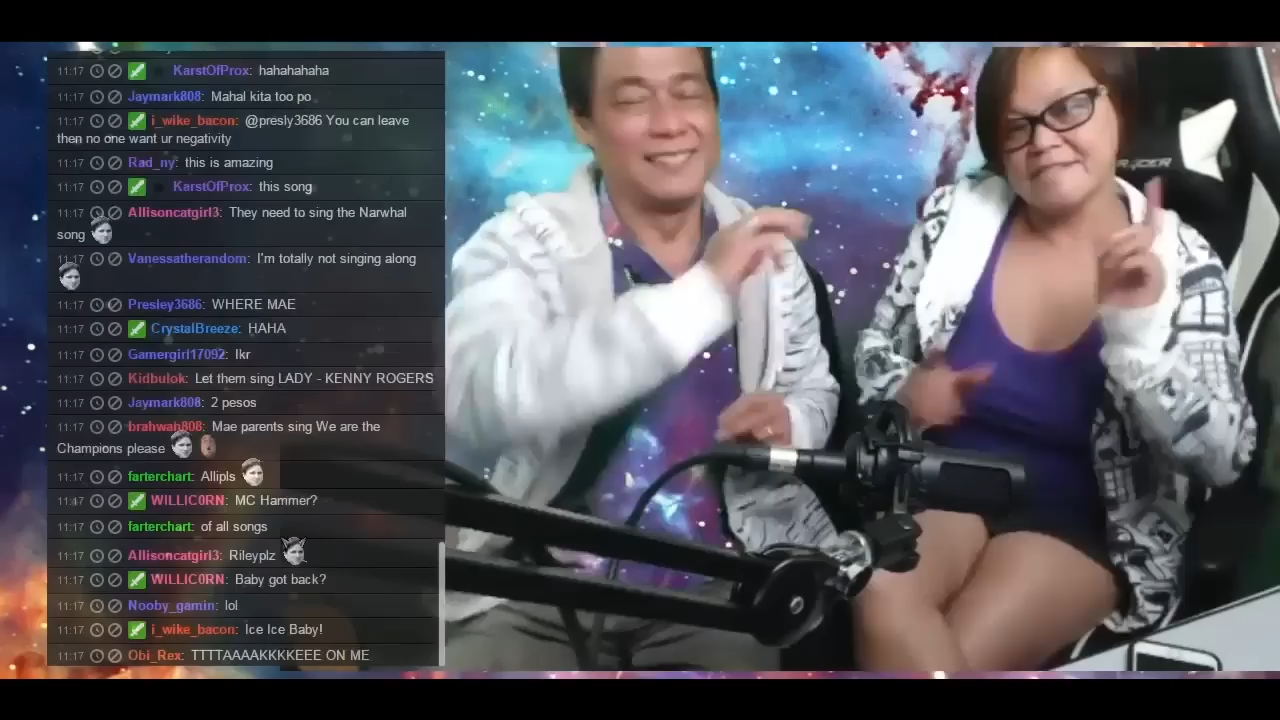 11:17 KarstOfProx: hahahahaha
11:17 Jaymark808: Mahal kita too po
11:17 i_wike_bacon: @presly3686 You can leave
then no one want ur negativity
11:17 Rad_ny: this is amazing
11:17 KarstOfProx: this song
11:17 Allisoncatgirl3: They need to sing the Narwhal
song
11:17 Vanessatherandom: I'm totally not singing along
11:17 Presley3686: WHERE MAE
11:17 CrystalBreeze: HAHA
11:17 Gamergirl17092: Ikr
11:17 Kidbulok: Let them sing LADY - KENNY ROGERS
11:17 Jaymark808: 2 pesos
11:17 brahwah808: Mae parents sing We are the
Champions please
11:17 farterchart: Allipls
11:17 WILLIC0RN: MC Hammer?
11:17 farterchart: of all songs
11:17 Allisoncatgirl3: Rileyplz
11:17 WILLIC0RN: Baby got back?
11:17 Nooby_gamin: lol
11:17 i_wike_bacon: Ice Ice Baby!
11:17 Obi_Rex: TTTTAAAAKKKKEEE ON ME